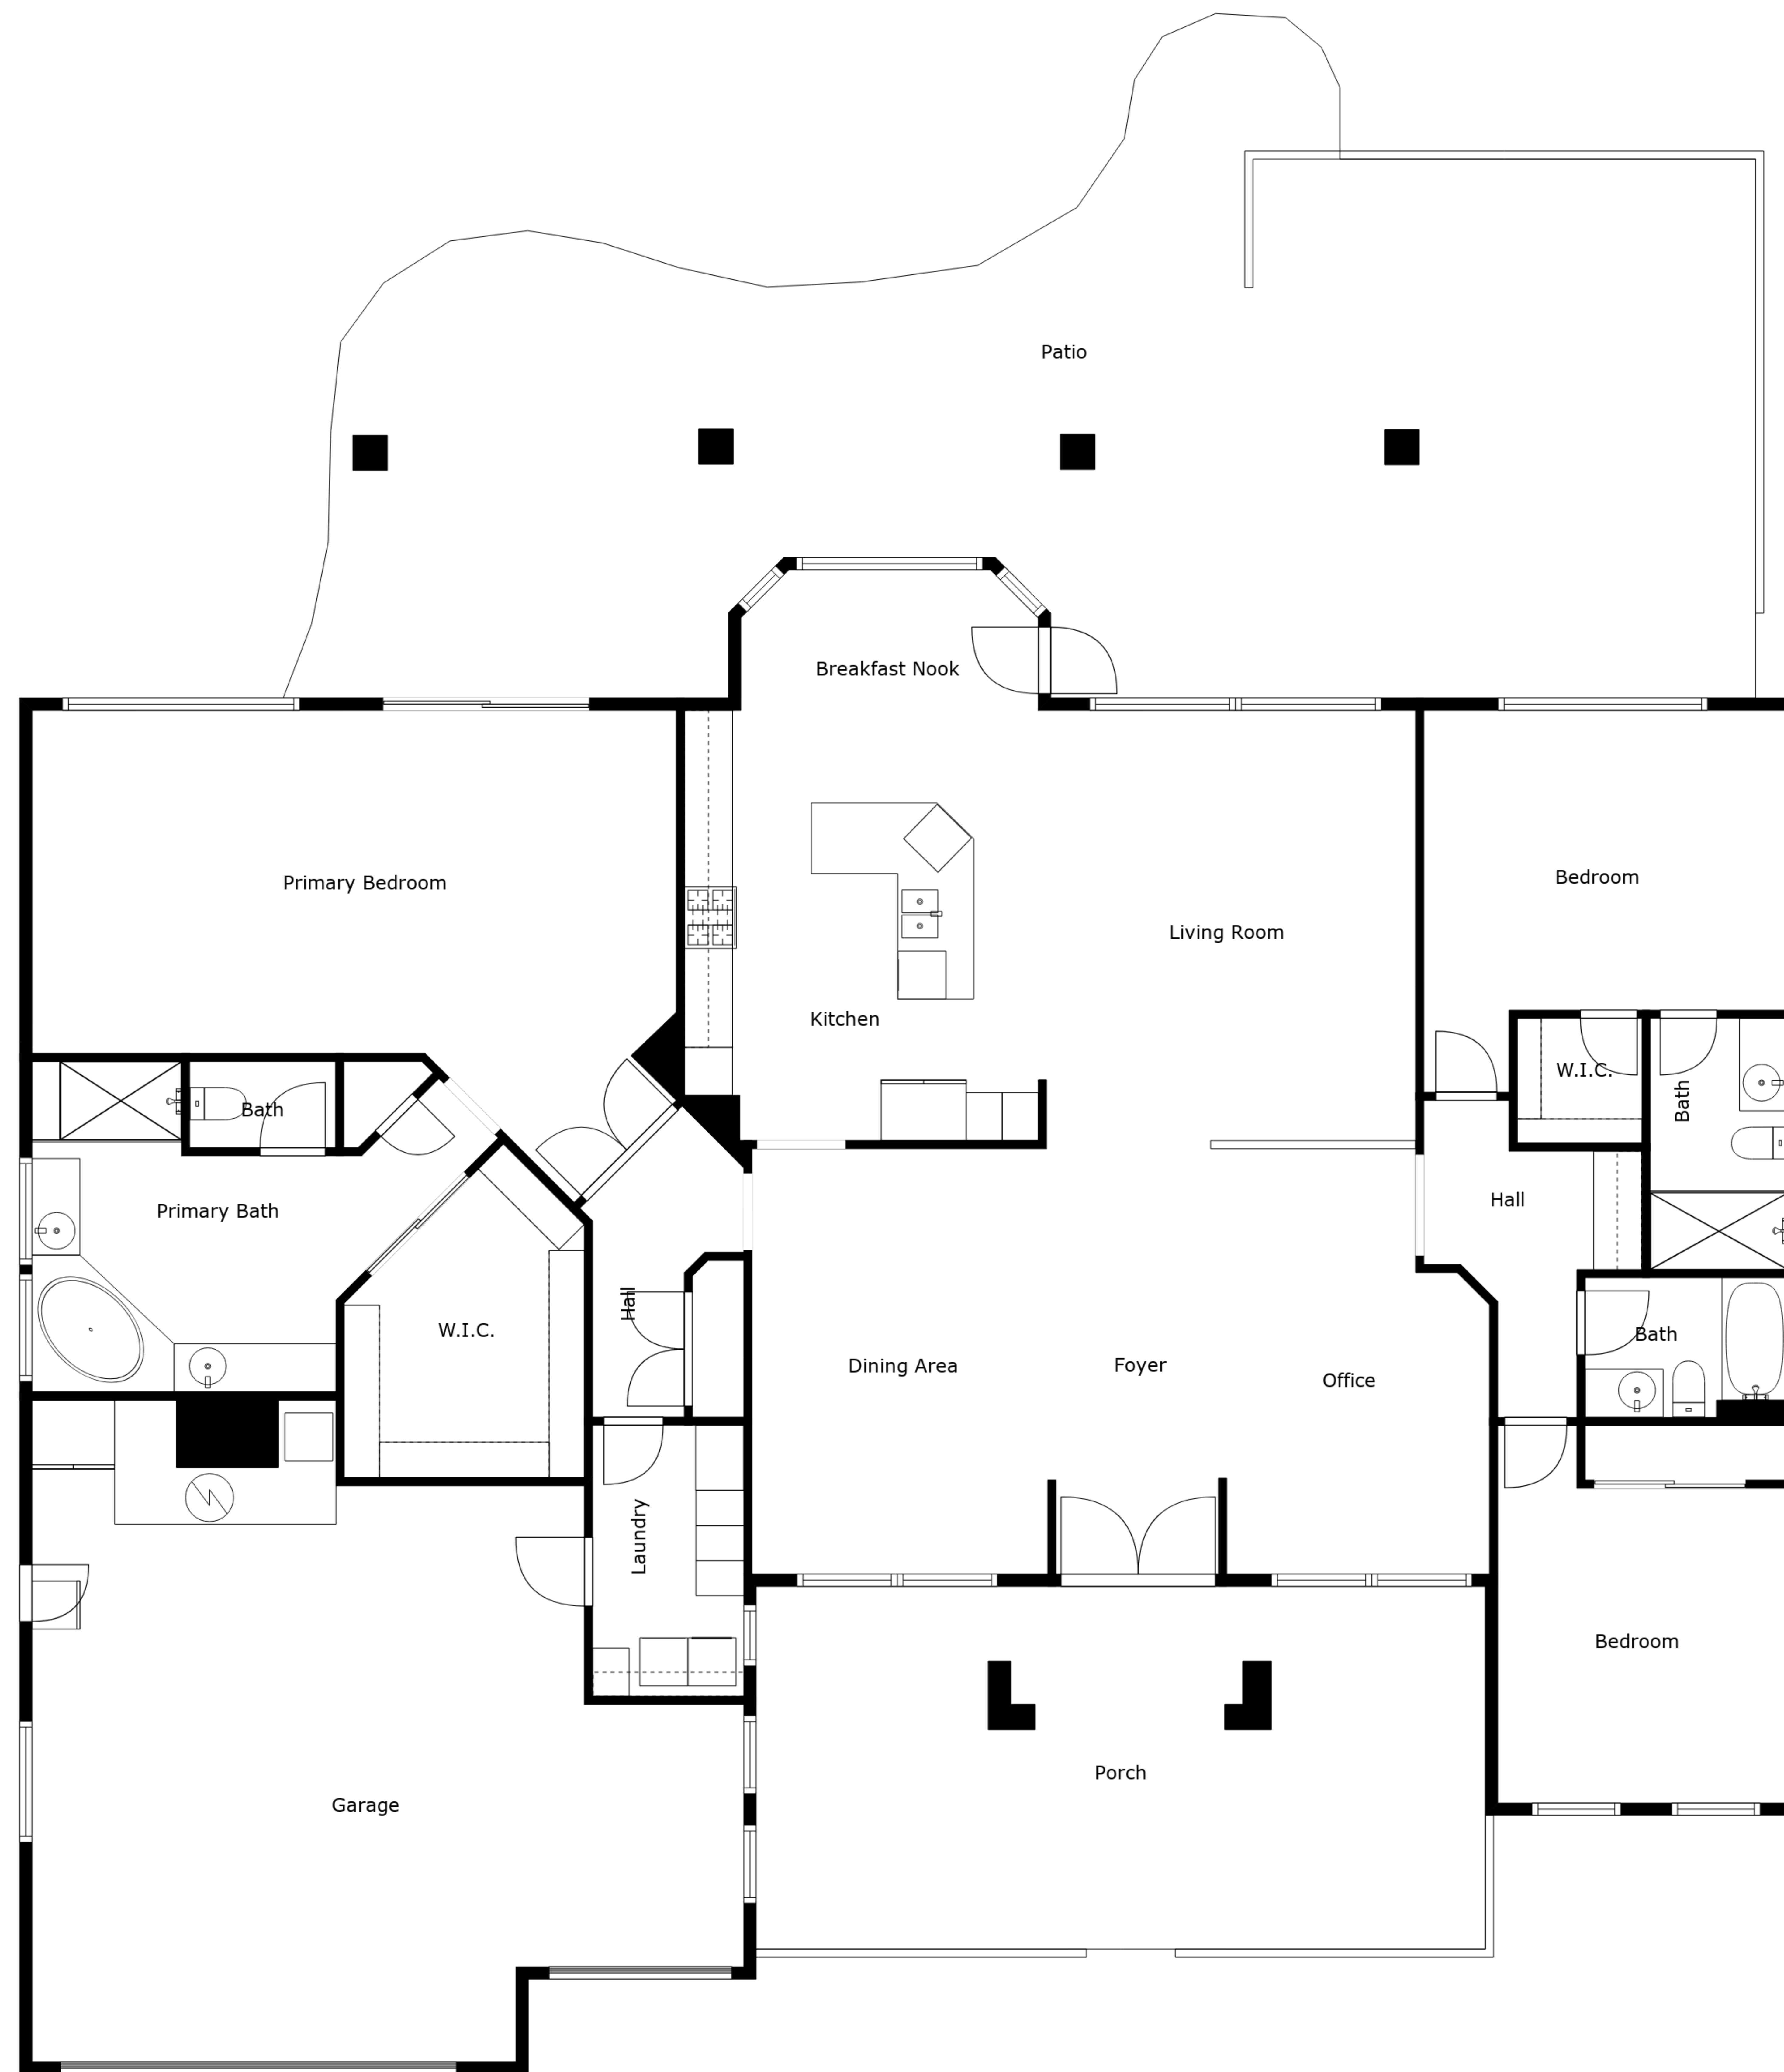 Patio
Breakfast Nook
Primary Bedroom
Bedroom
Living Room
Kitchen
W.I.C.
Bath
Bath
Primary Bath
Hall
W.I.C.
Hall
Dining Area
Foyer
Office
Bath
Laundry
Bedroom
Porch
Garage